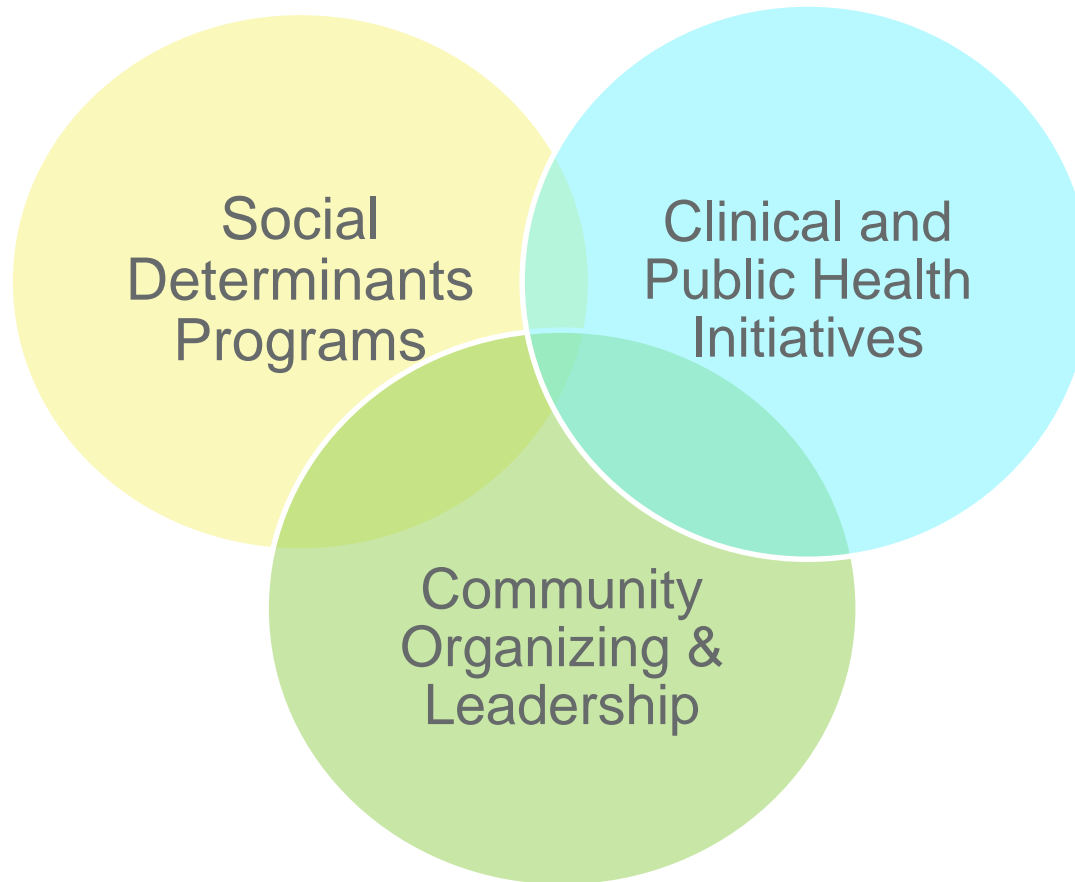 Social
Determinants
Programs
Clinical and
Public Health
Initiatives
Community
Organizing &
Leadership